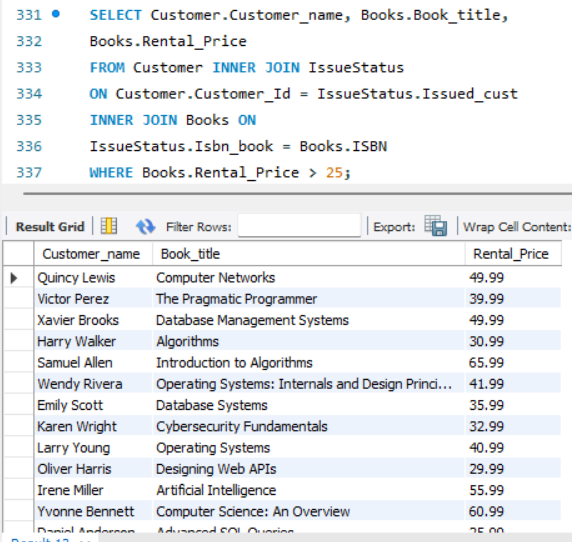 331 SELECT Customer.Customer_name, Books.Book_title,
332 Books.Rental_Price
333 FROM Customer INNER JOIN IssueStatus
334 ON Customer.Customer_Id = IssueStatus.Issued_cust
335 INNER JOIN Books ON
336 IssueStatus.Isbn_book = Books.ISBN
337 WHERE Books.Rental_Price > 25;
Result Grid Filter Rows: Export: Wrap Cell Content:
Customer_name Book_title Rental_Price
Quincy Lewis Computer Networks 49.99
Victor Perez The Pragmatic Programmer 39.99
Xavier Brooks Database Management Systems 49.99
Harry Walker Algorithms 30.99
Samuel Allen Introduction to Algorithms 65.99
Wendy Rivera Operating Systems: Internals and Design Princi... 41.99
Emily Scott Database Systems 35.99
Karen Wright Cybersecurity Fundamentals 32.99
Larry Young Operating Systems 40.99
Oliver Harris Designing Web APIs 29.99
Irene Miller Artificial Intelligence 55.99
Yvonne Bennett Computer Science: An Overview 60.99
Daniel Anderson Advanced SQL Queries